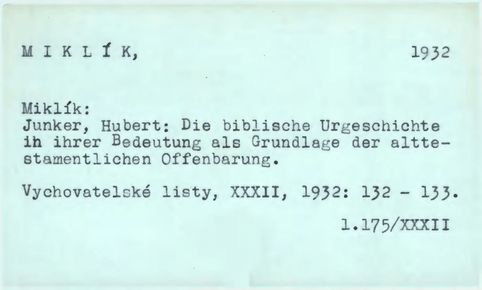 M I K L Í K, 1932
Miklík:
Junker, Hubert: Die biblische Urgeschichte
in ihrer Bedeutung als Grundlage der altte-
stamentlichen Offenbarung.
Vychovatelské listy, XXXII, 1932: 132 - 133.
1.175/XXXII